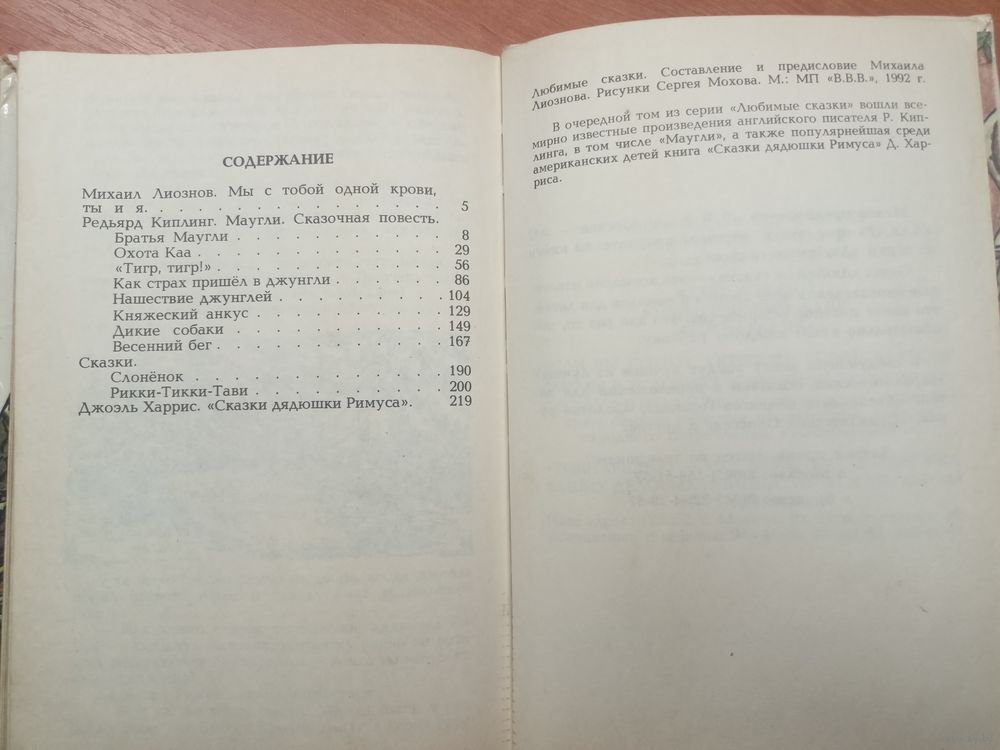 СОДЕРЖАНИЕ
Михаил Лиознов. Мы с тобой одной крови,
ты и я. . . . . . . . . . . . . . . . 5
Редьярд Киплинг. Маугли. Сказочная повесть.
Братья Маугли . . . . . . . . . . . 8
Охота Каа . . . . . . . . . . . . . 29
«Тигр, тигр!» . . . . . . . . . . . . 56
Как страх пришёл в джунгли . . . . . . 86
Нашествие джунглей . . . . . . . . . 104
Княжеский анкус . . . . . . . . . . 129
Дикие собаки . . . . . . . . . . . 149
Весенний бег . . . . . . . . . . . . 167
Сказки.
Слонёнок . . . . . . . . . . . . . 190
Рикки-Тикки-Тави . . . . . . . . . . 200
Джоэль Харрис. «Сказки дядюшки Римуса». 219
Любимые сказки. Составление и предисловие Михаила
Лиознова. Рисунки Сергея Мохова. М.: МП «В.В.В.», 1992 г.
В очередной том из серии «Любимые сказки» вошли все-
мирно известные произведения английского писателя Р. Кип-
линга, в том числе «Маугли», а также популярнейшая среди
американских детей книга «Сказки дядюшки Римуса» Д. Хар-
риса.